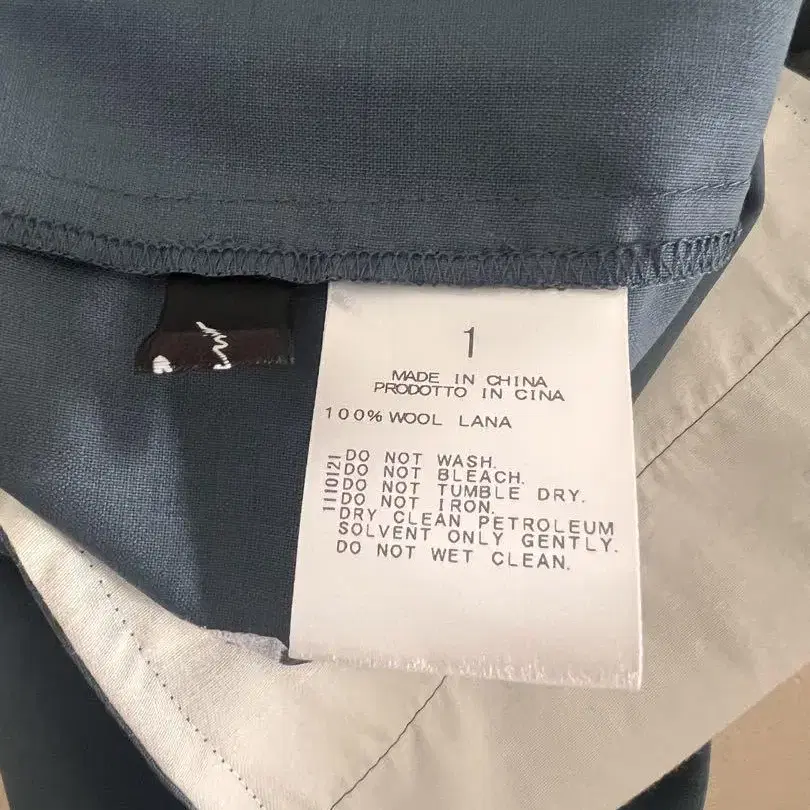 1
MADE IN CHINA
PRODOTTO IN CINA
100% WOOL LANA
1110121
DO NOT WASH.
DO NOT BLEACH.
DO NOT TUMBLE DRY.
DO NOT IRON.
DRY CLEAN PETROLEUM
SOLVENT ONLY GENTLY.
DO NOT WET CLEAN.